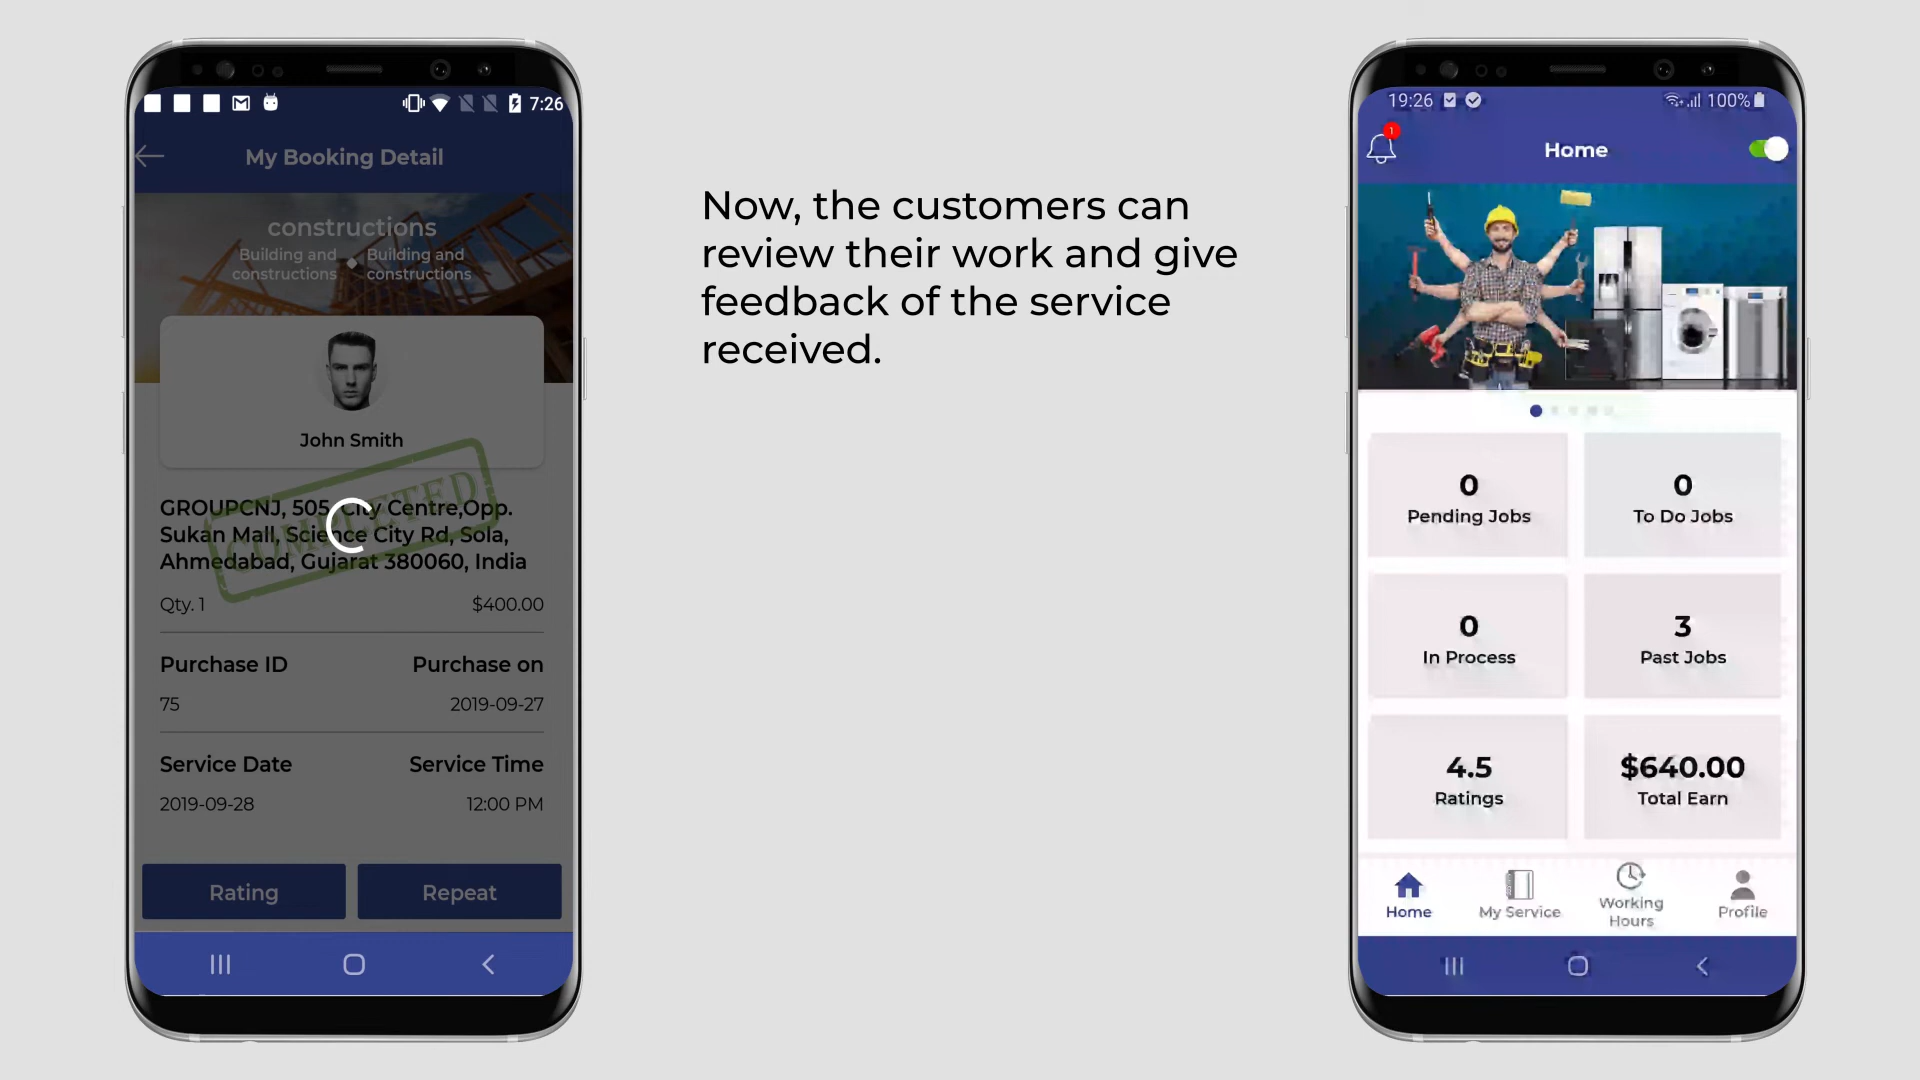 7:26
My Booking Detail
constructions
Building and constructions
Building and constructions
John Smith
COMPLETED
GROUPCNJ, 505, City Centre,Opp.
Sukan Mall, Science City Rd, Sola,
Ahmedabad, Gujarat 380060, India
Qty. 1 $400.00
Purchase ID Purchase on
75 2019-09-27
Service Date Service Time
2019-09-28 12:00 PM
Rating Repeat
Now, the customers can
review their work and give
feedback of the service
received.
19:26 100%
1
Home
0 0
Pending Jobs To Do Jobs
0 3
In Process Past Jobs
4.5 $640.00
Ratings Total Earn
Home My Service Working Hours Profile